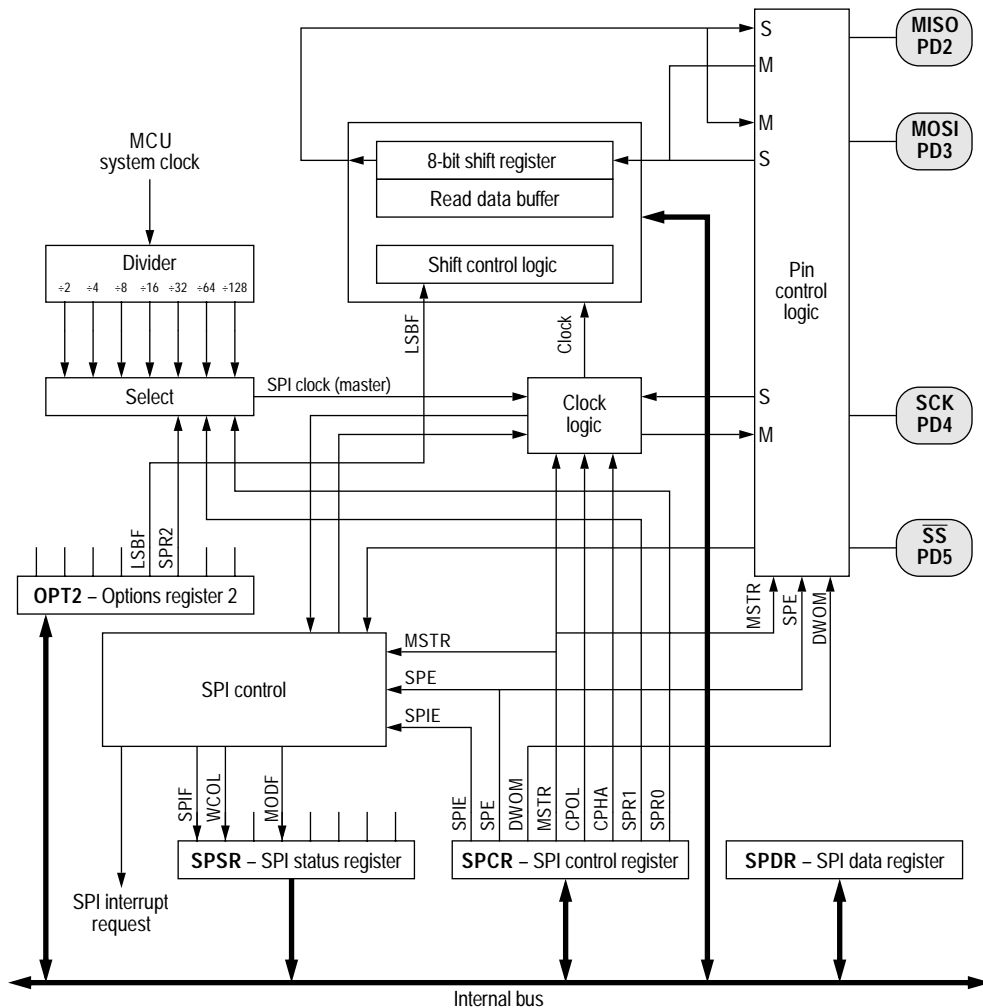 S
MISO
PD2
M
M
MOSI
PD3
S
MCU
system clock
8-bit shift register
Read data buffer
Divider
÷2 ÷4 ÷8 ÷16 ÷32 ÷64 ÷128
Shift control logic
Pin
control
logic
LSBF
Clock
Select
SPI clock (master)
Clock
logic
S
M
SCK
PD4
LSBF
SPR2
SS
PD5
OPT2 – Options register 2
MSTR
SPE
DWOM
SPI control
MSTR
SPE
SPIE
SPIF
WCOL
MODF
SPIE
SPE
DWOM
MSTR
CPOL
CPHA
SPR1
SPR0
SPSR – SPI status register
SPCR – SPI control register
SPDR – SPI data register
SPI interrupt
request
Internal bus